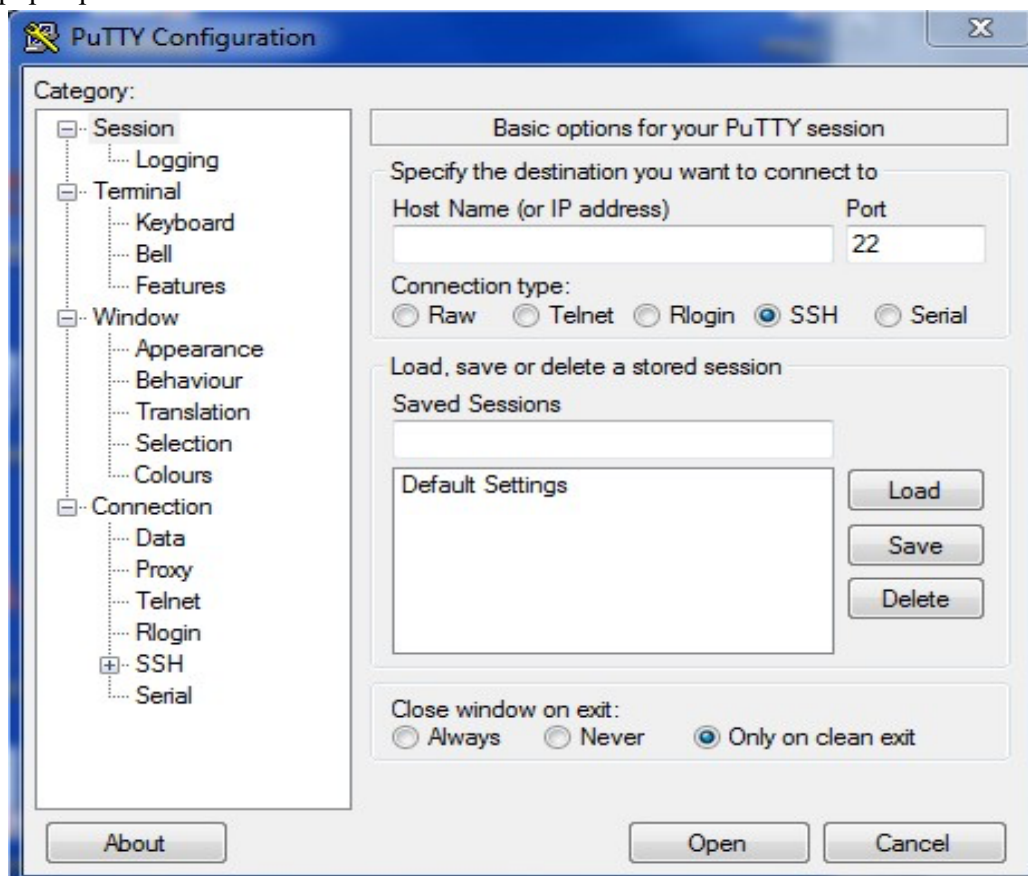 PuTTY Configuration
Category:
Session
Logging
Terminal
Keyboard
Bell
Features
Window
Appearance
Behaviour
Translation
Selection
Colours
Connection
Data
Proxy
Telnet
Rlogin
SSH
Serial
Basic options for your PuTTY session
Specify the destination you want to connect to
Host Name (or IP address) Port
22
Connection type:
Raw Telnet Rlogin SSH Serial
Load, save or delete a stored session
Saved Sessions
Default Settings
Load
Save
Delete
Close window on exit:
Always Never Only on clean exit
About Open Cancel